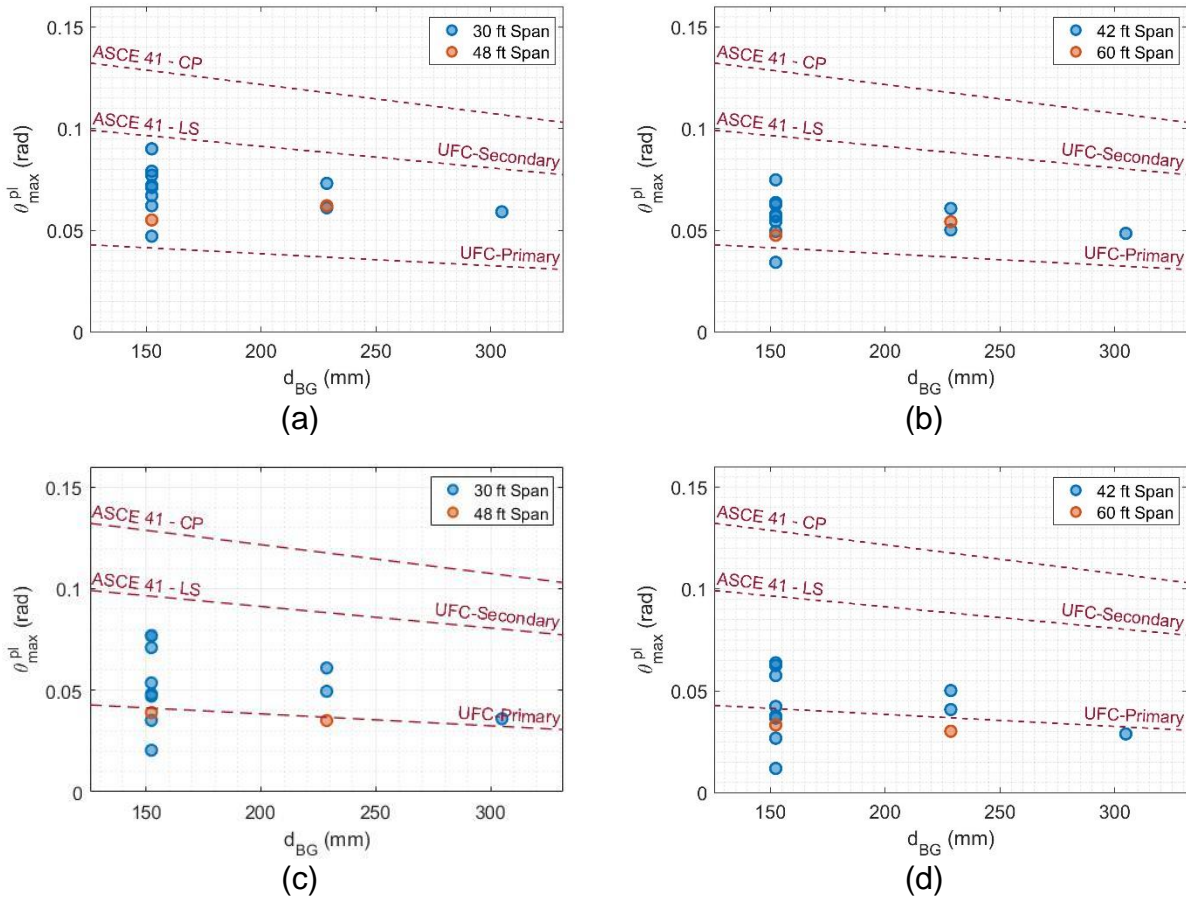 0.15
0.1
0.05
0
θ^pl_max (rad)
ASCE 41 - CP
ASCE 41 - LS
UFC-Secondary
UFC-Primary
30 ft Span
48 ft Span
150 200 250 300
d_BG (mm)
(a)
0.15
0.1
0.05
0
θ^pl_max (rad)
ASCE 41 - CP
ASCE 41 - LS
UFC-Secondary
UFC-Primary
42 ft Span
60 ft Span
150 200 250 300
d_BG (mm)
(b)
0.15
0.1
0.05
0
θ^pl_max (rad)
ASCE 41 - CP
ASCE 41 - LS
UFC-Secondary
UFC-Primary
30 ft Span
48 ft Span
150 200 250 300
d_BG (mm)
(c)
0.15
0.1
0.05
0
θ^pl_max (rad)
ASCE 41 - CP
ASCE 41 - LS
UFC-Secondary
UFC-Primary
42 ft Span
60 ft Span
150 200 250 300
d_BG (mm)
(d)